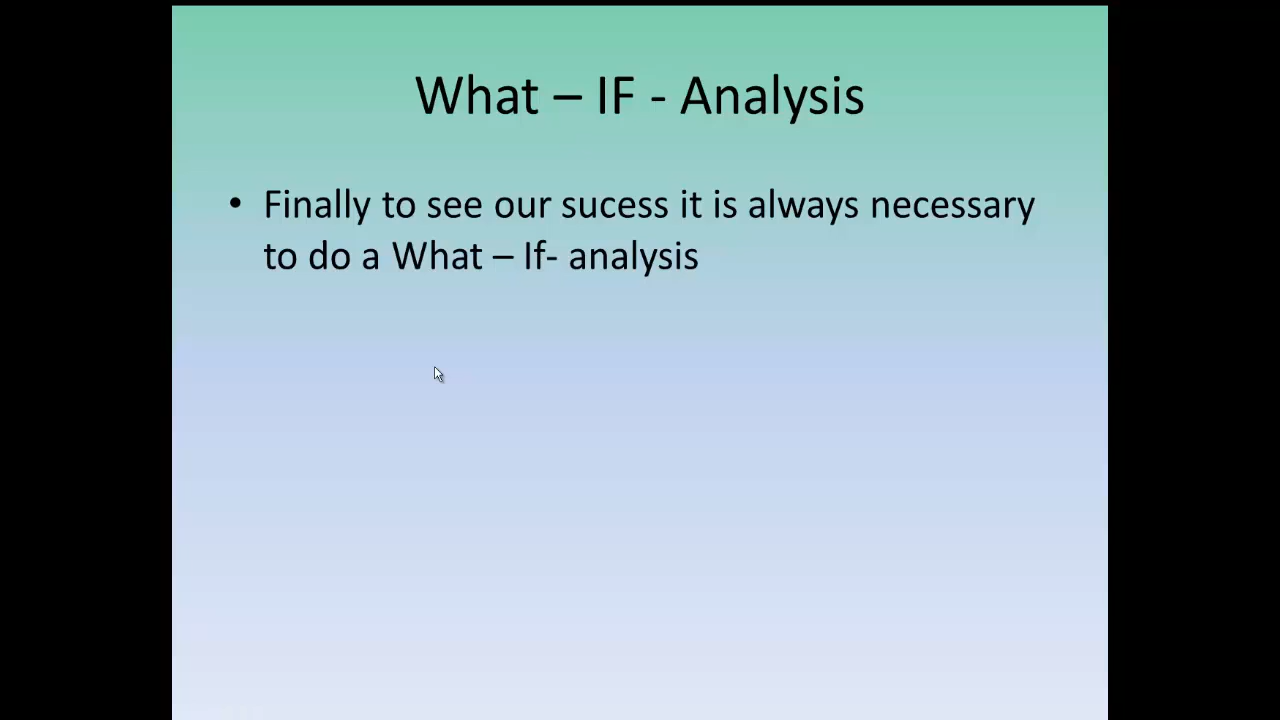 What – IF - Analysis
• Finally to see our sucess it is always necessary
to do a What – If- analysis